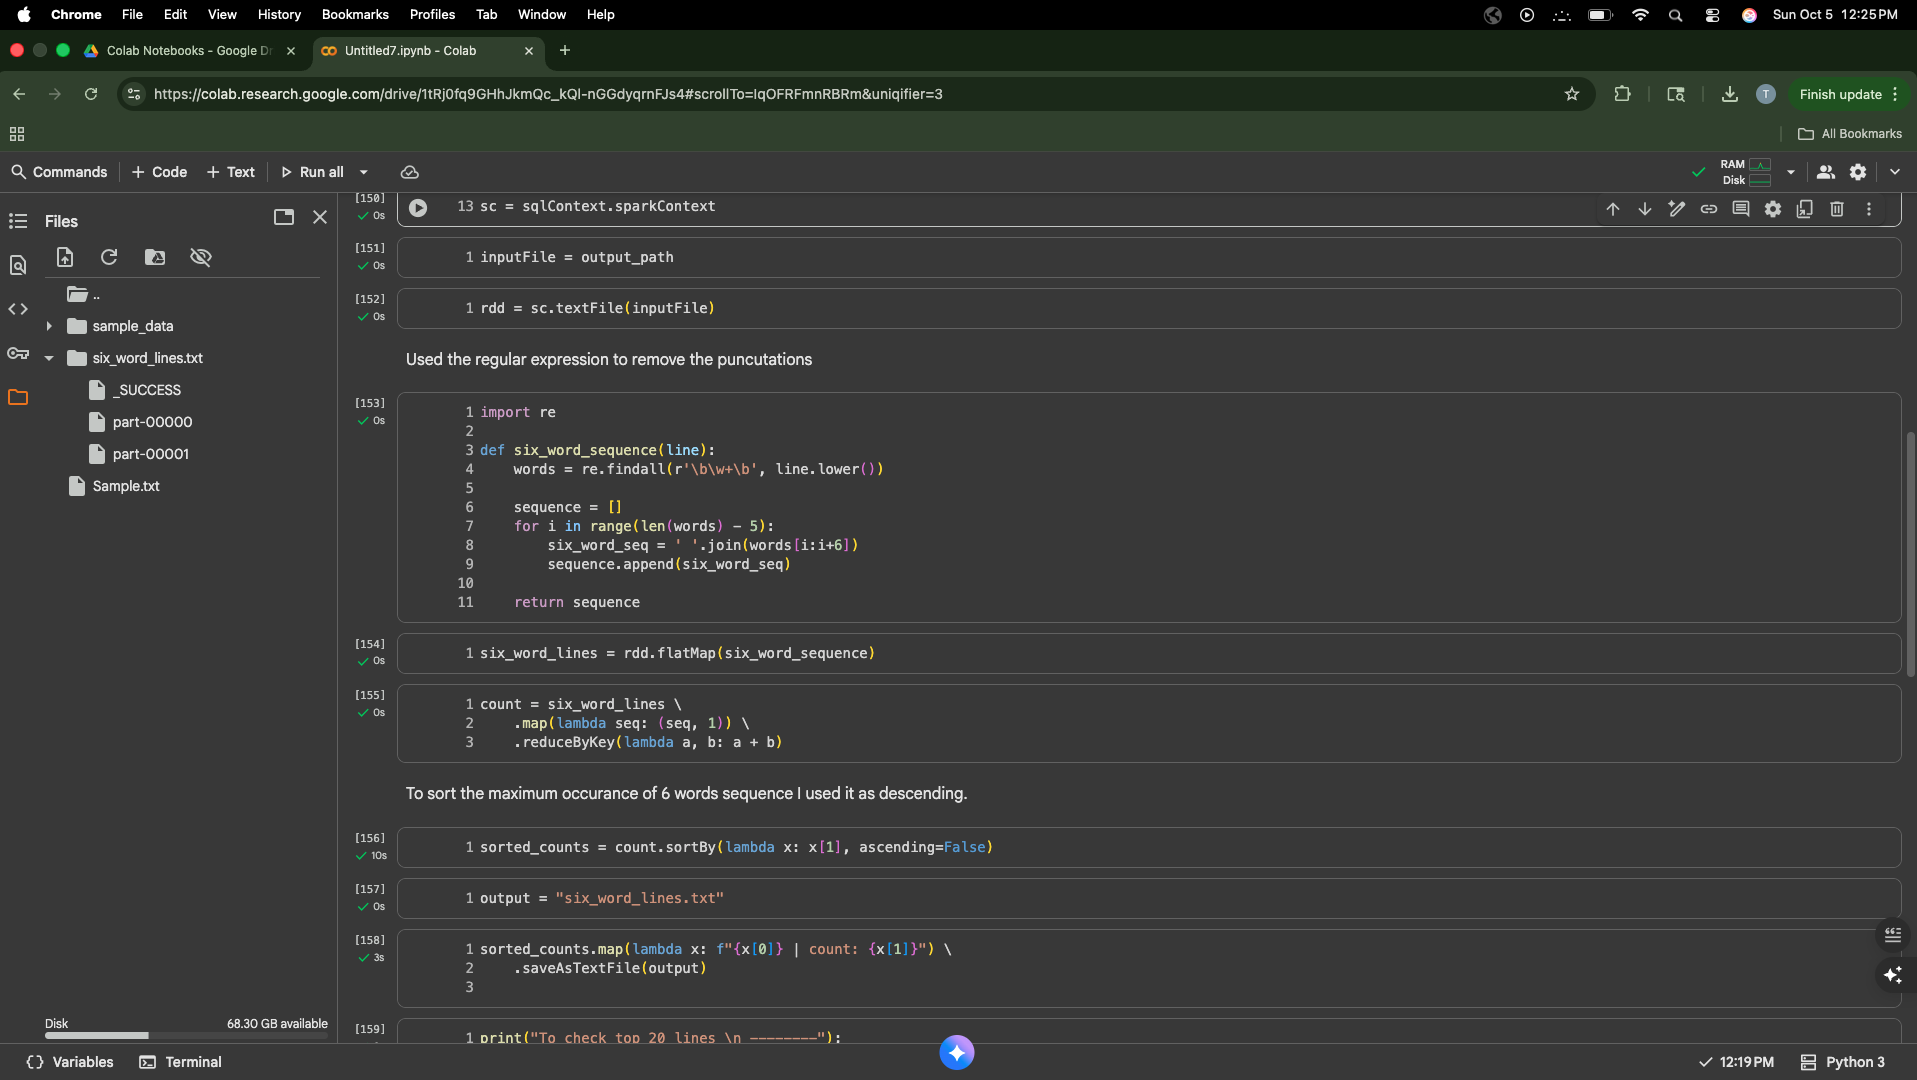 Chrome File Edit View History Bookmarks Profiles Tab Window Help Sun Oct 5 12:25 PM
Colab Notebooks - Google Dr Untitled7.ipynb - Colab
https://colab.research.google.com/drive/1tRj0fq9GHhJkmQc_kQl-nGGdyqrnFJs4#scrollTo=lqOFRFmnRBRm&uniqifier=3 T Finish update
All Bookmarks
Commands + Code + Text Run all RAM Disk
Files
..
sample_data
six_word_lines.txt
_SUCCESS
part-00000
part-00001
Sample.txt
Disk 68.30 GB available
[150] 0s
13 sc = sqlContext.sparkContext
[151] 0s
1 inputFile = output_path
[152] 0s
1 rdd = sc.textFile(inputFile)
Used the regular expression to remove the puncutations
[153] 0s
1 import re
2
3 def six_word_sequence(line):
4     words = re.findall(r'\b\w+\b', line.lower())
5
6     sequence = []
7     for i in range(len(words) - 5):
8         six_word_seq = ' '.join(words[i:i+6])
9         sequence.append(six_word_seq)
10
11     return sequence
[154] 0s
1 six_word_lines = rdd.flatMap(six_word_sequence)
[155] 0s
1 count = six_word_lines \
2     .map(lambda seq: (seq, 1)) \
3     .reduceByKey(lambda a, b: a + b)
To sort the maximum occurance of 6 words sequence I used it as descending.
[156] 10s
1 sorted_counts = count.sortBy(lambda x: x[1], ascending=False)
[157] 0s
1 output = "six_word_lines.txt"
[158] 3s
1 sorted_counts.map(lambda x: f"{x[0]} | count: {x[1]}") \
2     .saveAsTextFile(output)
3
[159]
1 print("To check top 20 lines \n --------");
{} Variables Terminal 12:19 PM Python 3